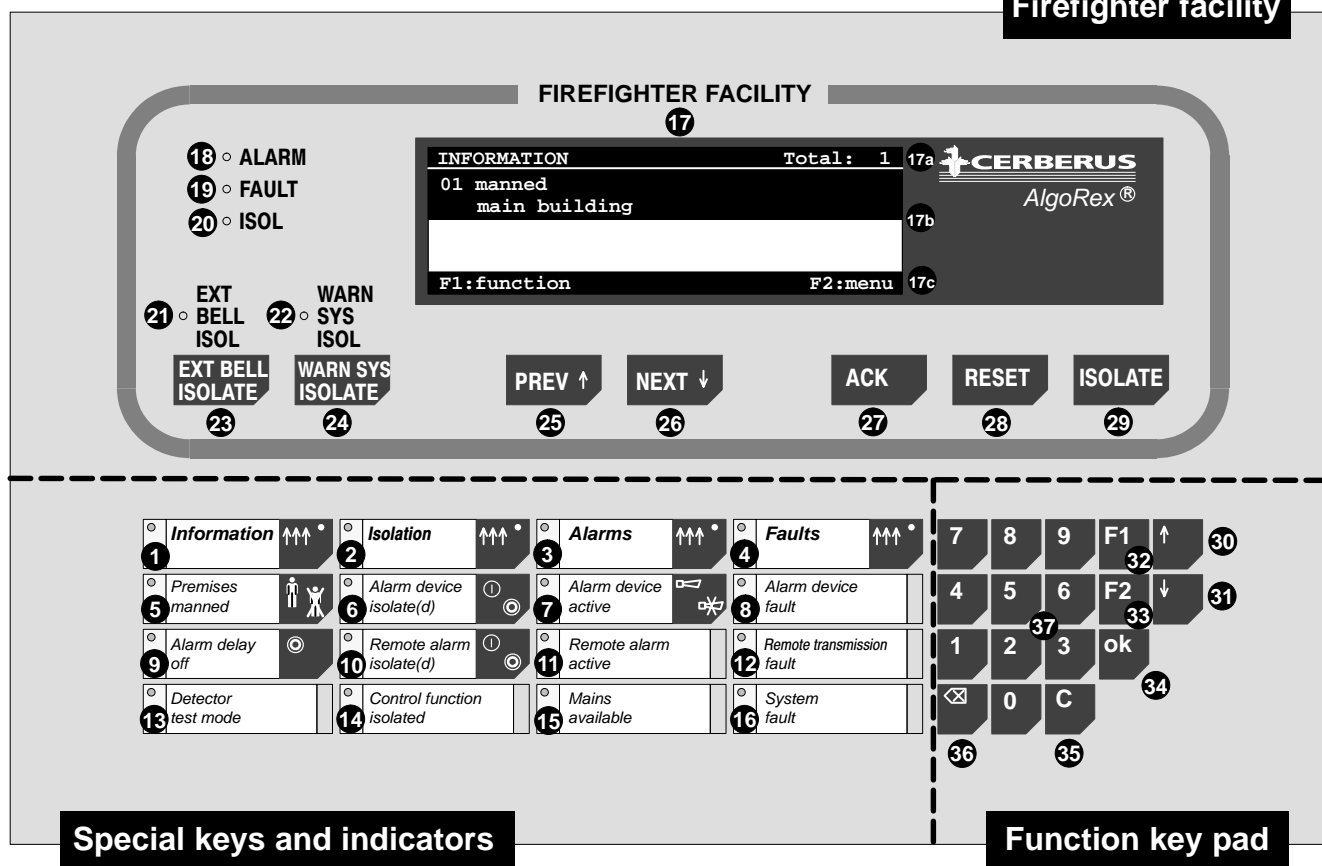 Firefighter facility
FIREFIGHTER FACILITY
17
18 ALARM
19 FAULT
20 ISOL
INFORMATION Total: 1 17a
01 manned
main building
17b
F1:function F2:menu 17c
CERBERUS
AlgoRex ®
21 EXT BELL ISOL
22 WARN SYS ISOL
EXT BELL ISOLATE
WARN SYS ISOLATE
PREV ↑
NEXT ↓
ACK
RESET
ISOLATE
23 24 25 26 27 28 29
1 Information
2 Isolation
3 Alarms
4 Faults
5 Premises manned
6 Alarm device isolate(d)
7 Alarm device active
8 Alarm device fault
9 Alarm delay off
10 Remote alarm isolate(d)
11 Remote alarm active
12 Remote transmission fault
13 Detector test mode
14 Control function isolated
15 Mains available
16 System fault
7 8 9 F1 ↑ 30
32
4 5 6 F2 ↓ 31
37 33
1 2 3 ok
34
0 C
36 35
Special keys and indicators
Function key pad